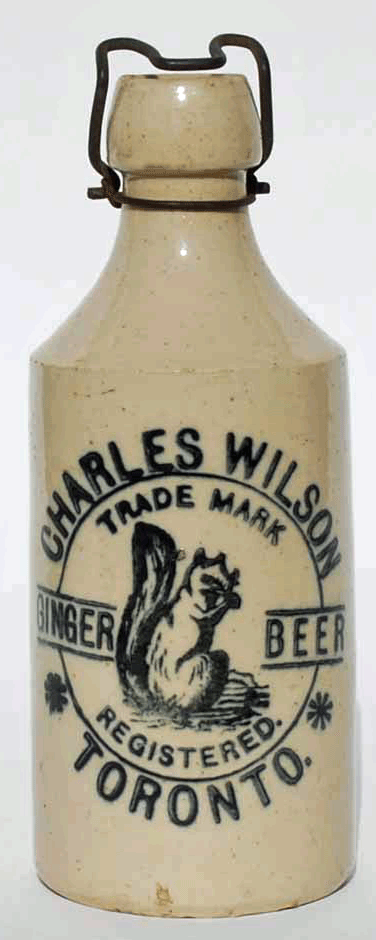 CHARLES WILSON
TRADE MARK
GINGER BEER
REGISTERED.
TORONTO.